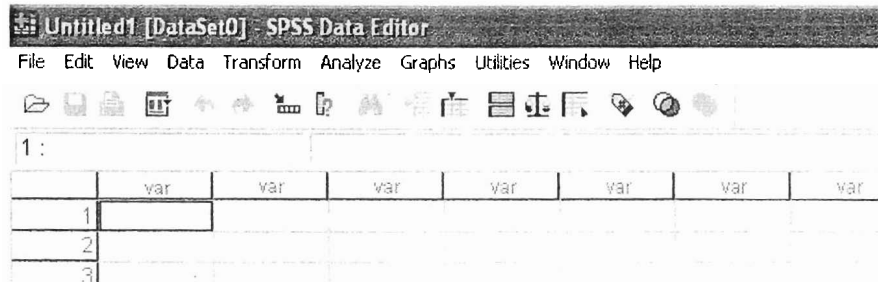 Untitled1 [DataSet0] - SPSS Data Editor
File Edit View Data Transform Analyze Graphs Utilities Window Help
1 :
var var var var var var var
1
2
3